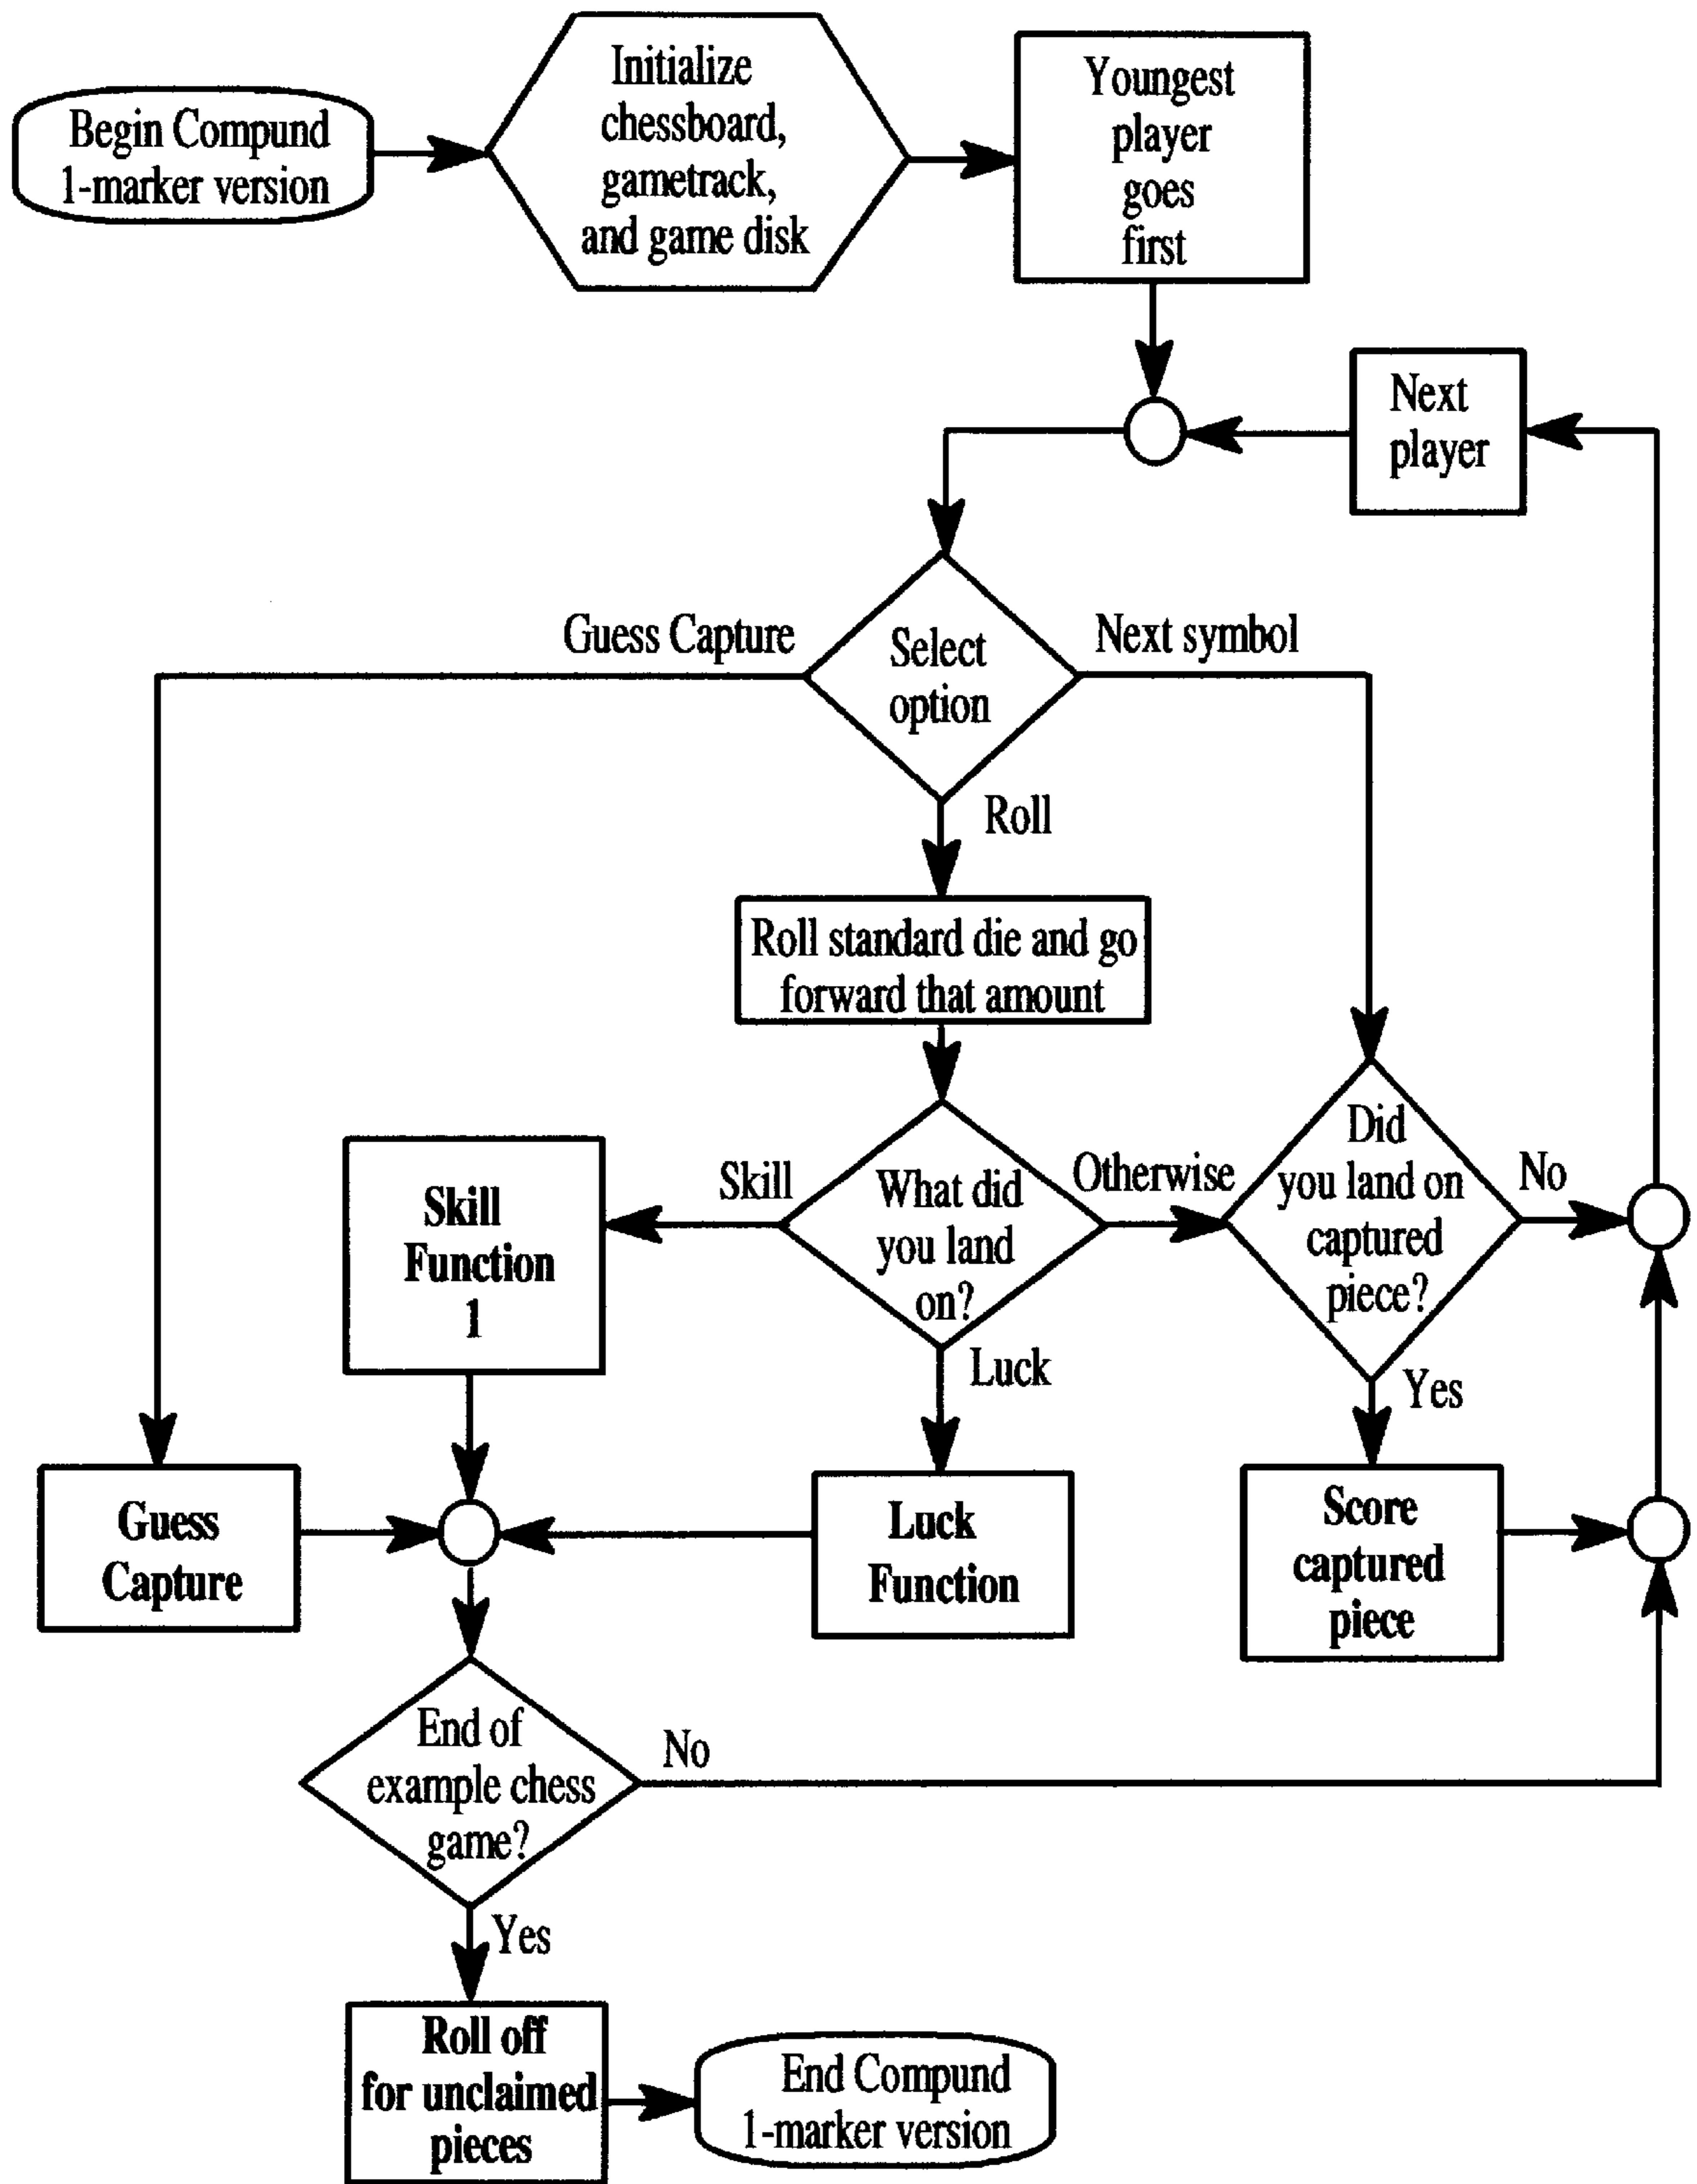 Begin Compund
1-marker version
Initialize
chessboard,
gametrack,
and game disk
Youngest
player
goes
first
Next
player
Guess Capture
Select
option
Next symbol
Roll
Roll standard die and go
forward that amount
Skill
Function
1
Skill
What did
you land
on?
Otherwise
Did
you land on
captured
piece?
No
Luck
Yes
Guess
Capture
Luck
Function
Score
captured
piece
End of
example chess
game?
No
Yes
Roll off
for unclaimed
pieces
End Compund
1-marker version